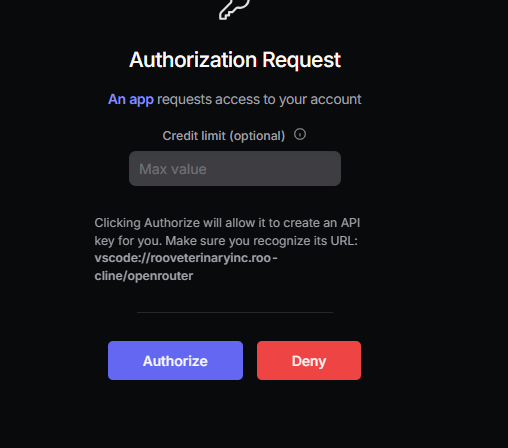 Authorization Request
An app requests access to your account
Credit limit (optional)
Max value
Clicking Authorize will allow it to create an API
key for you. Make sure you recognize its URL:
vscode://rooveterinaryinc.roo-
cline/openrouter
Authorize Deny